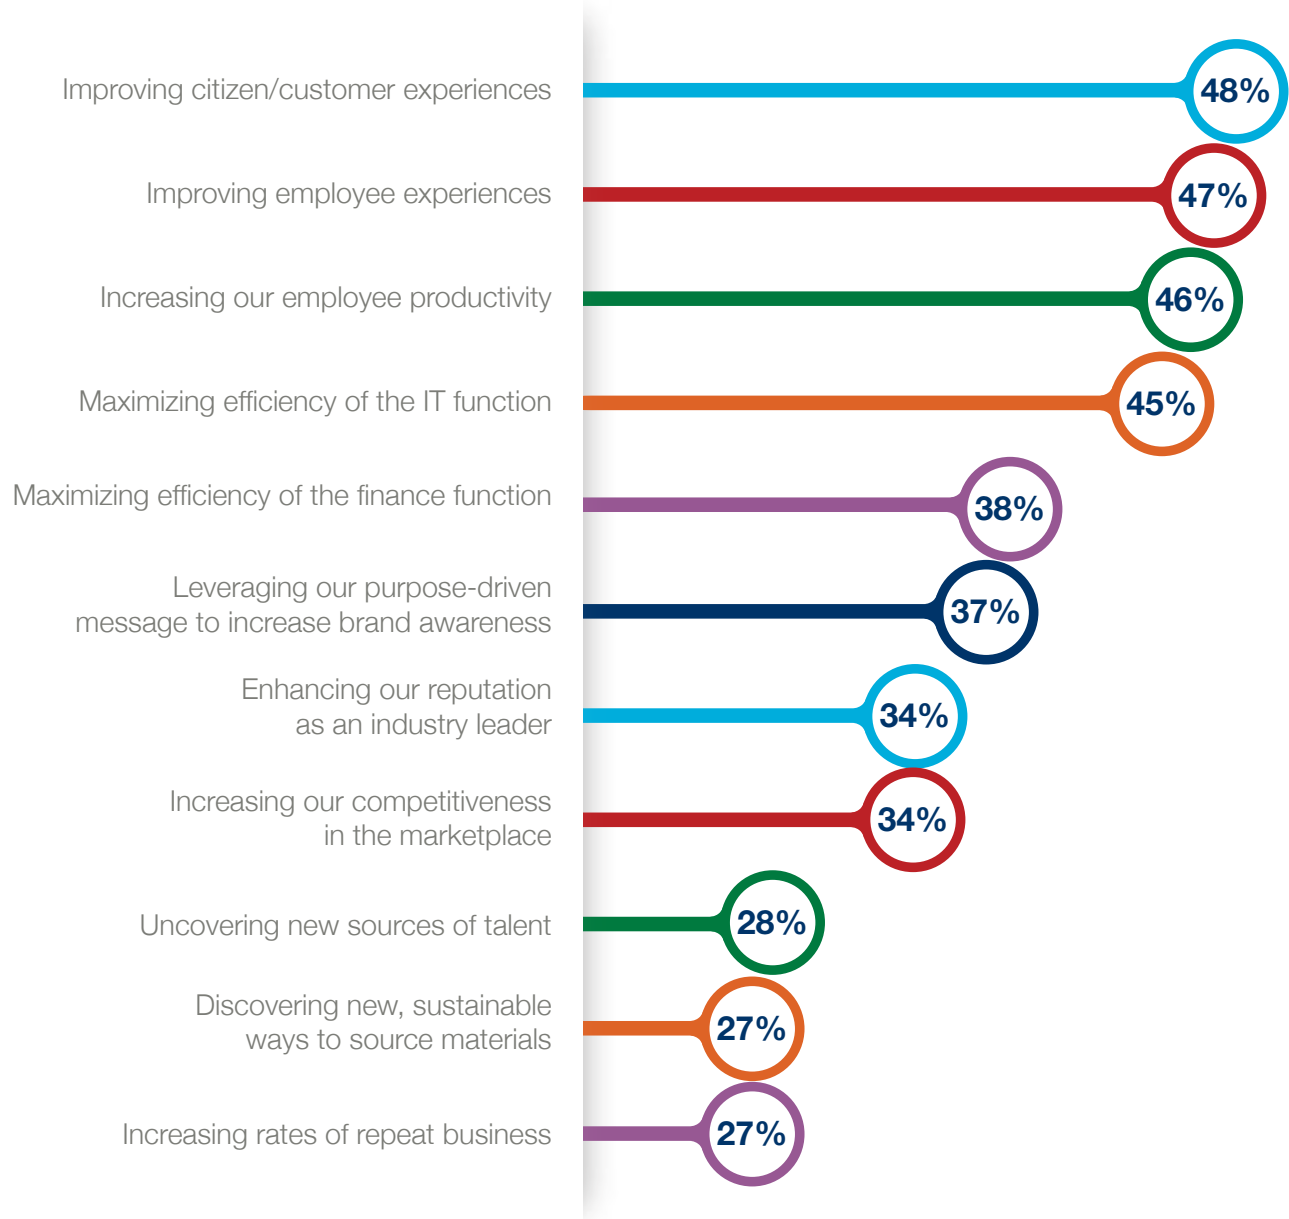 Improving citizen/customer experiences
48%
Improving employee experiences
47%
Increasing our employee productivity
46%
Maximizing efficiency of the IT function
45%
Maximizing efficiency of the finance function
38%
Leveraging our purpose-driven
message to increase brand awareness
37%
Enhancing our reputation
as an industry leader
34%
Increasing our competitiveness
in the marketplace
34%
Uncovering new sources of talent
28%
Discovering new, sustainable
ways to source materials
27%
Increasing rates of repeat business
27%